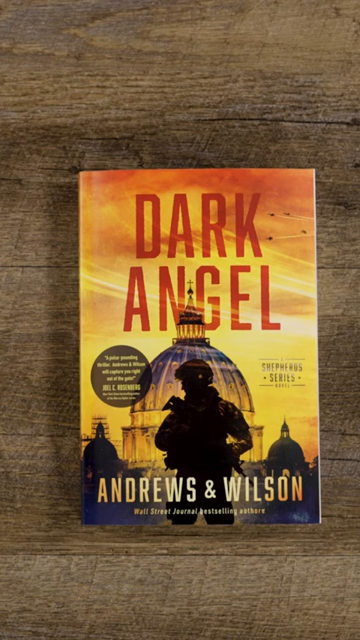 DARK
ANGEL
"A pulse-pounding
thriller. Andrews & Wilson
will capture you right
out of the gate!"
JOEL C. ROSENBERG
A
SHEPHERDS
SERIES
NOVEL
ANDREWS & WILSON
Wall Street Journal bestselling authors